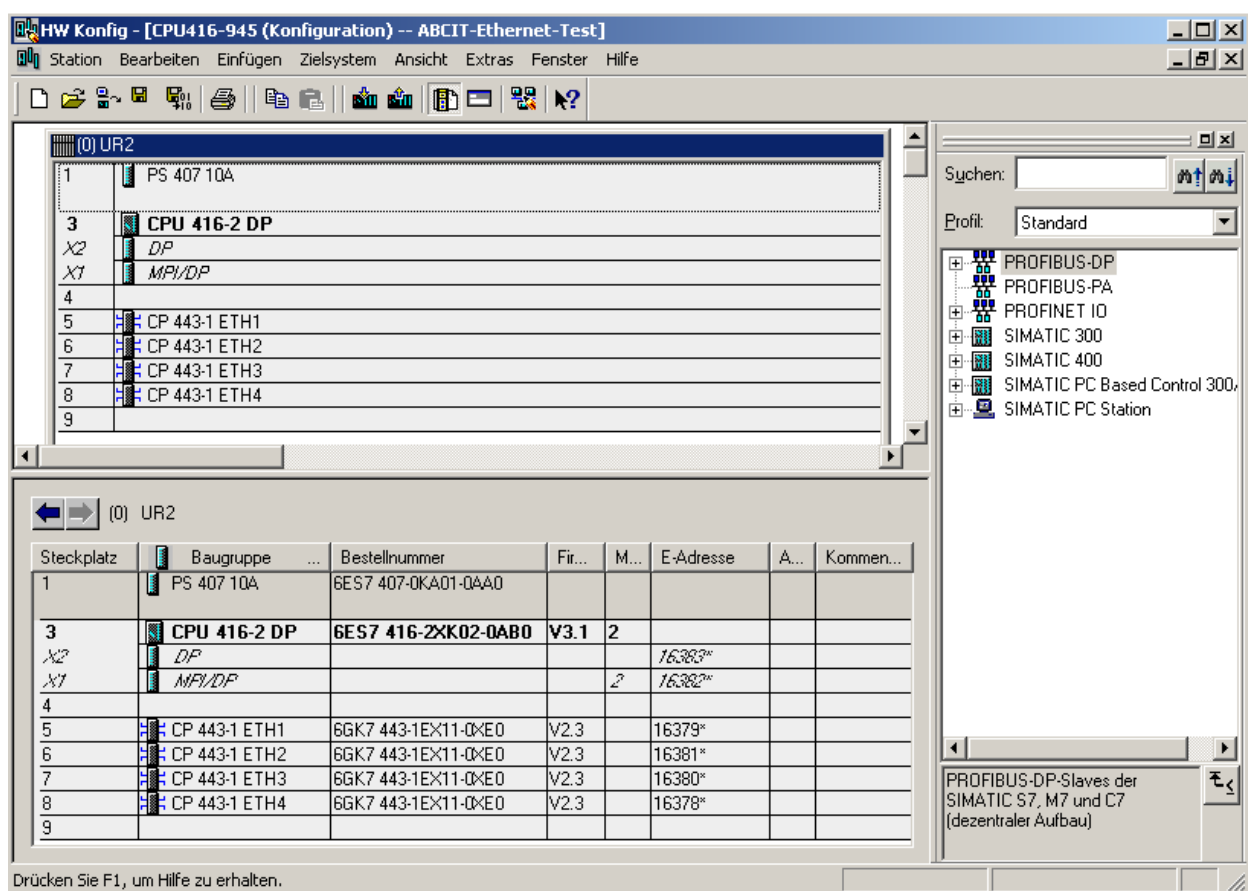 HW Konfig - [CPU416-945 (Konfiguration) -- ABCIT-Ethernet-Test]
Station Bearbeiten Einfügen Zielsystem Ansicht Extras Fenster Hilfe
(0) UR2
1 PS 407 10A
3 CPU 416-2 DP
X2 DP
X1 MPI/DP
4
5 CP 443-1 ETH1
6 CP 443-1 ETH2
7 CP 443-1 ETH3
8 CP 443-1 ETH4
9
Suchen:
Profil: Standard
PROFIBUS-DP
PROFIBUS-PA
PROFINET IO
SIMATIC 300
SIMATIC 400
SIMATIC PC Based Control 300/
SIMATIC PC Station
PROFIBUS-DP-Slaves der
SIMATIC S7, M7 und C7
(dezentraler Aufbau)
(0) UR2
Steckplatz Baugruppe ... Bestellnummer Fir... M... E-Adresse A... Kommen...
1 PS 407 10A 6ES7 407-0KA01-0AA0
3 CPU 416-2 DP 6ES7 416-2XK02-0AB0 V3.1 2
X2 DP 16383*
X1 MPI/DP 2 16382*
4
5 CP 443-1 ETH1 6GK7 443-1EX11-0XE0 V2.3 16379*
6 CP 443-1 ETH2 6GK7 443-1EX11-0XE0 V2.3 16381*
7 CP 443-1 ETH3 6GK7 443-1EX11-0XE0 V2.3 16380*
8 CP 443-1 ETH4 6GK7 443-1EX11-0XE0 V2.3 16378*
9
Drücken Sie F1, um Hilfe zu erhalten.